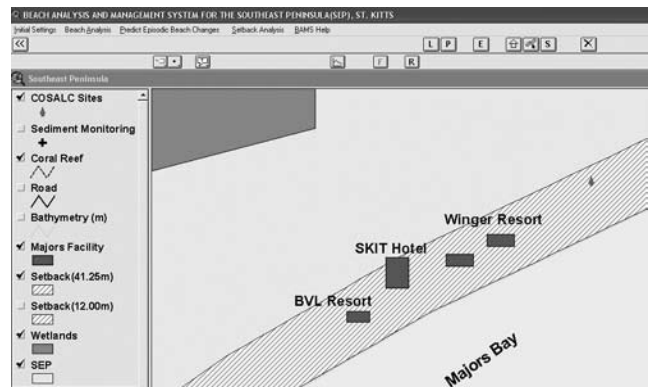 BEACH ANALYSIS AND MANAGEMENT SYSTEM FOR THE SOUTHEAST PENINSULA(SEP), ST. KITTS
Initial Settings Beach Analysis Predict Episodic Beach Changes Setback Analysis BAMS Help
<< L P E S X
F R
Southeast Peninsula
COSALC Sites
Sediment Monitoring
Coral Reef
Road
Bathymetry (m)
Majors Facility
Setback(41.25m)
Setback(12.00m)
Wetlands
SEP
Winger Resort
SKIT Hotel
BVL Resort
Majors Bay